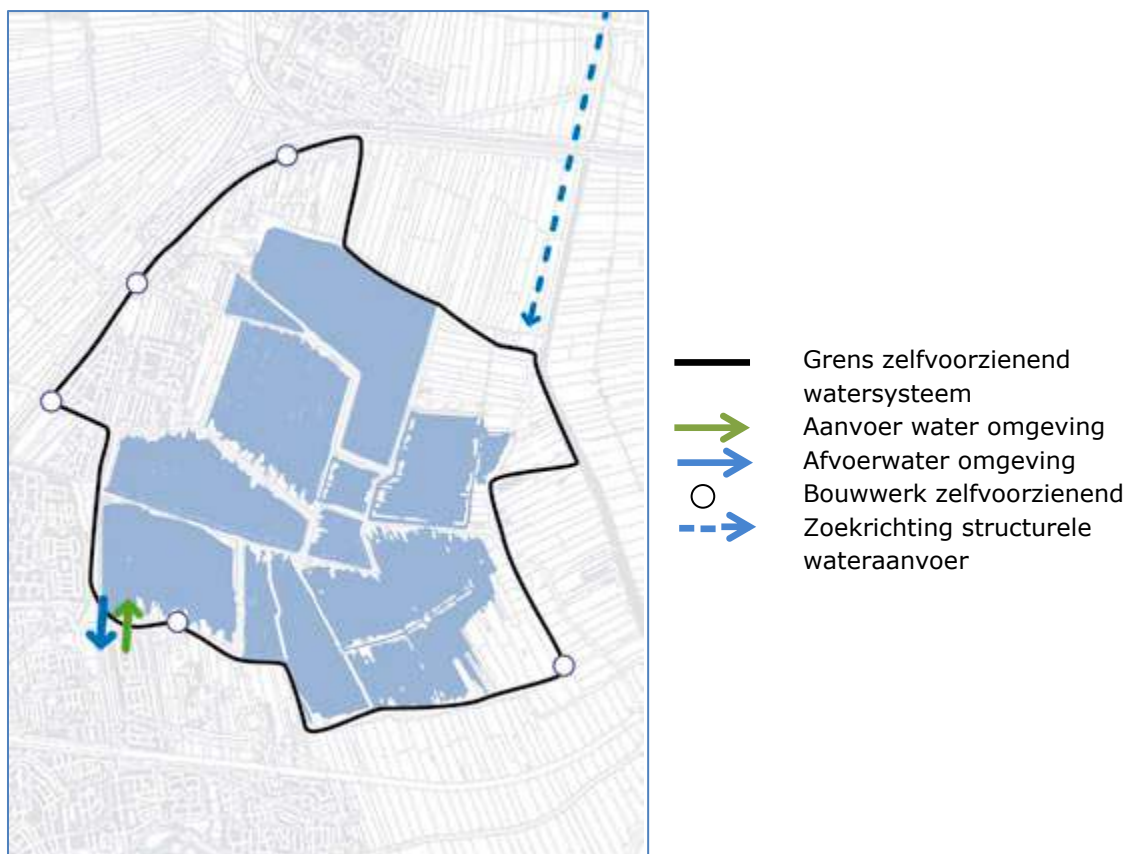 Grens zelfvoorzienend
watersysteem
Aanvoer water omgeving
Afvoerwater omgeving
Bouwwerk zelfvoorzienend
Zoekrichting structurele
wateraanvoer